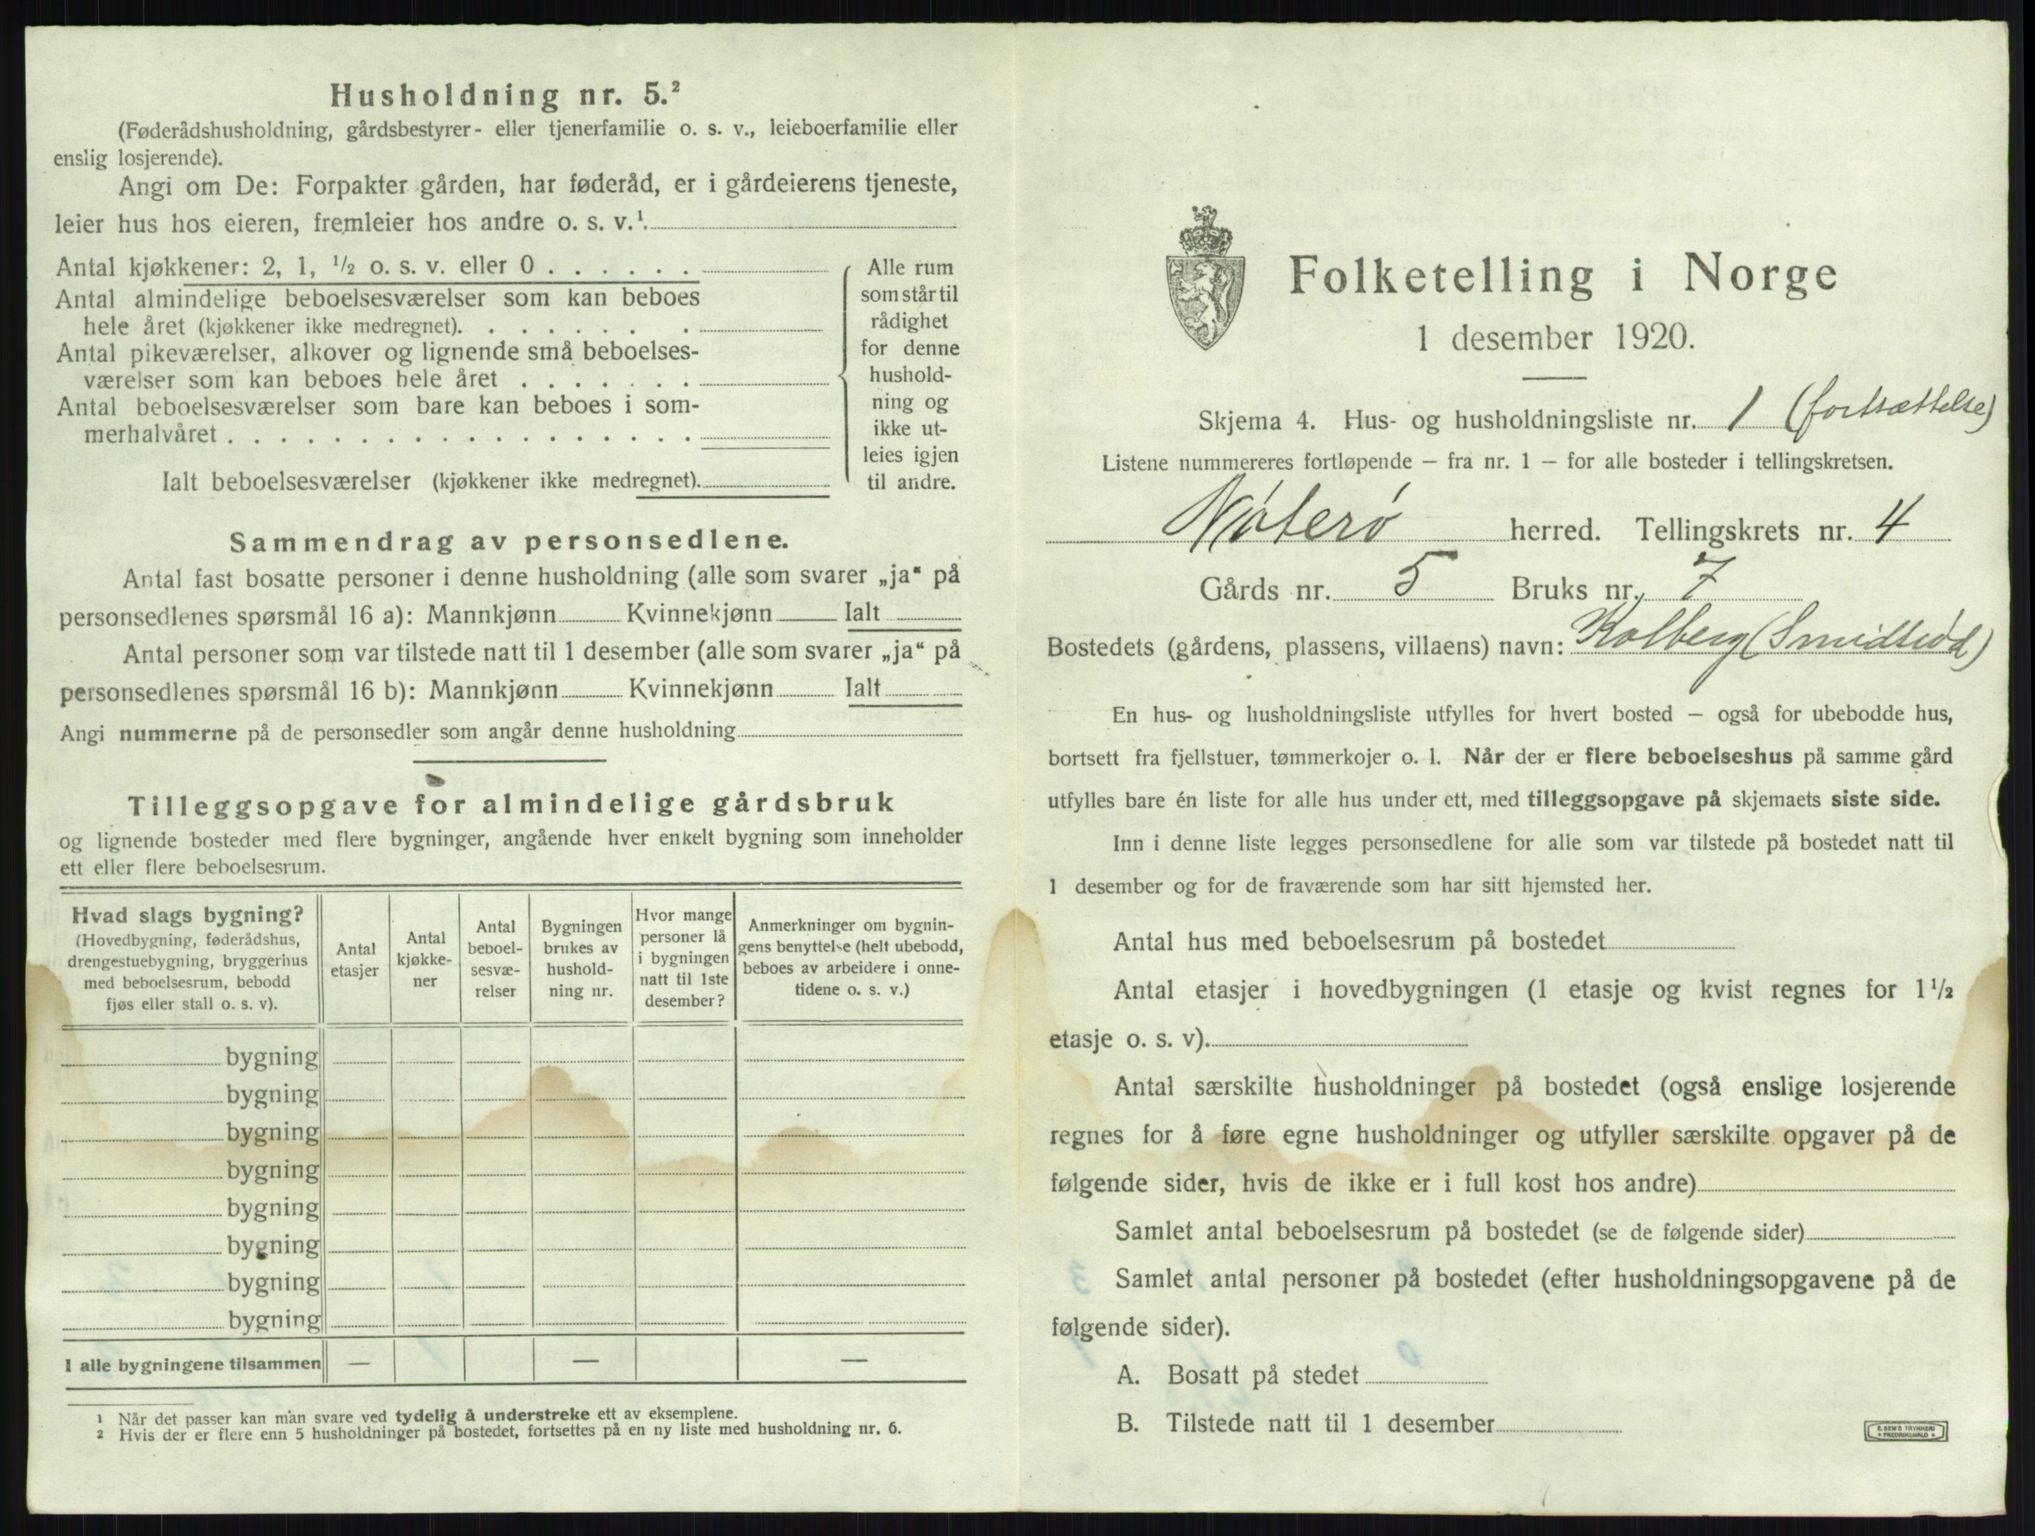 Husholdning nr. 5.²
(Føderådshusholdning, gårdsbestyrer- eller tjenerfamilie o. s. v., leieboerfamilie eller
enslig losjerende).
Angi om De: Forpakter gården, har føderåd, er i gårdeierens tjeneste,
leier hus hos eieren, fremleier hos andre o. s. v.¹.
Antal kjøkkener: 2, 1, ½ o. s. v. eller 0 . . . . . .
Antal almindelige beboelsesværelser som kan beboes
hele året (kjøkkener ikke medregnet). . . . . . . .
Antal pikeværelser, alkover og lignende små beboelses-
værelser som kan beboes hele året . . . . . . .
Antal beboelsesværelser som bare kan beboes i som-
merhalvåret . . . . . . . . . . . . . . . . . .
Ialt beboelsesværelser (kjøkkener ikke medregnet).
Alle rum
som står til
rådighet
for denne
hushold-
ning og
ikke ut-
leies igjen
til andre.
Sammendrag av personsedlene.
Antal fast bosatte personer i denne husholdning (alle som svarer „ja“ på
personsedlenes spørsmål 16 a): Mannkjønn Kvinnekjønn Ialt
Antal personer som var tilstede natt til 1 desember (alle som svarer „ja“ på
personsedlenes spørsmål 16 b): Mannkjønn Kvinnekjønn Ialt
Angi nummerne på de personsedler som angår denne husholdning
Tilleggsopgave for almindelige gårdsbruk
og lignende bosteder med flere bygninger, angående hver enkelt bygning som inneholder
ett eller flere beboelsesrum.
Hvad slags bygning?
(Hovedbygning, føderådshus,
drengestuebygning, bryggerhus
med beboelsesrum, bebodd
fjøs eller stall o. s. v).
Antal
etasjer
Antal
kjøkke-
ner
Antal
beboel-
sesvæ-
relser
Bygningen
brukes av
hushold-
ning nr.
Hvor mange
personer lå
i bygningen
natt til 1ste
desember?
Anmerkninger om bygnin-
gens benyttelse (helt ubebodd,
beboes av arbeidere i onne-
tidene o. s. v.)
bygning
bygning
bygning
bygning
bygning
bygning
bygning
bygning
I alle bygningene tilsammen — — —
¹ Når det passer kan man svare ved tydelig å understreke ett av eksemplene.
² Hvis der er flere enn 5 husholdninger på bostedet, fortsettes på en ny liste med husholdning nr. 6.
Folketelling i Norge
1 desember 1920.
Skjema 4. Hus- og husholdningsliste nr. 1 (fortsættelse)
Listene nummereres fortløpende – fra nr. 1 – for alle bosteder i tellingskretsen.
Nøterø herred. Tellingskrets nr. 4
Gårds nr. 5 Bruks nr. 7
Bostedets (gårdens, plassens, villaens) navn: Kolberg (Smidsrød)
En hus- og husholdningsliste utfylles for hvert bosted – også for ubebodde hus,
bortsett fra fjellstuer, tømmerkojer o. l. Når der er flere beboelseshus på samme gård
utfylles bare én liste for alle hus under ett, med tilleggsopgave på skjemaets siste side.
Inn i denne liste legges personsedlene for alle som var tilstede på bostedet natt til
1 desember og for de fraværende som har sitt hjemsted her.
Antal hus med beboelsesrum på bostedet
Antal etasjer i hovedbygningen (1 etasje og kvist regnes for 1½
etasje o. s. v).
Antal særskilte husholdninger på bostedet (også enslige losjerende
regnes for å føre egne husholdninger og utfyller særskilte opgaver på de
følgende sider, hvis de ikke er i full kost hos andre)
Samlet antal beboelsesrum på bostedet (se de følgende sider)
Samlet antal personer på bostedet (efter husholdningsopgavene på de
følgende sider).
A. Bosatt på stedet
B. Tilstede natt til 1 desember